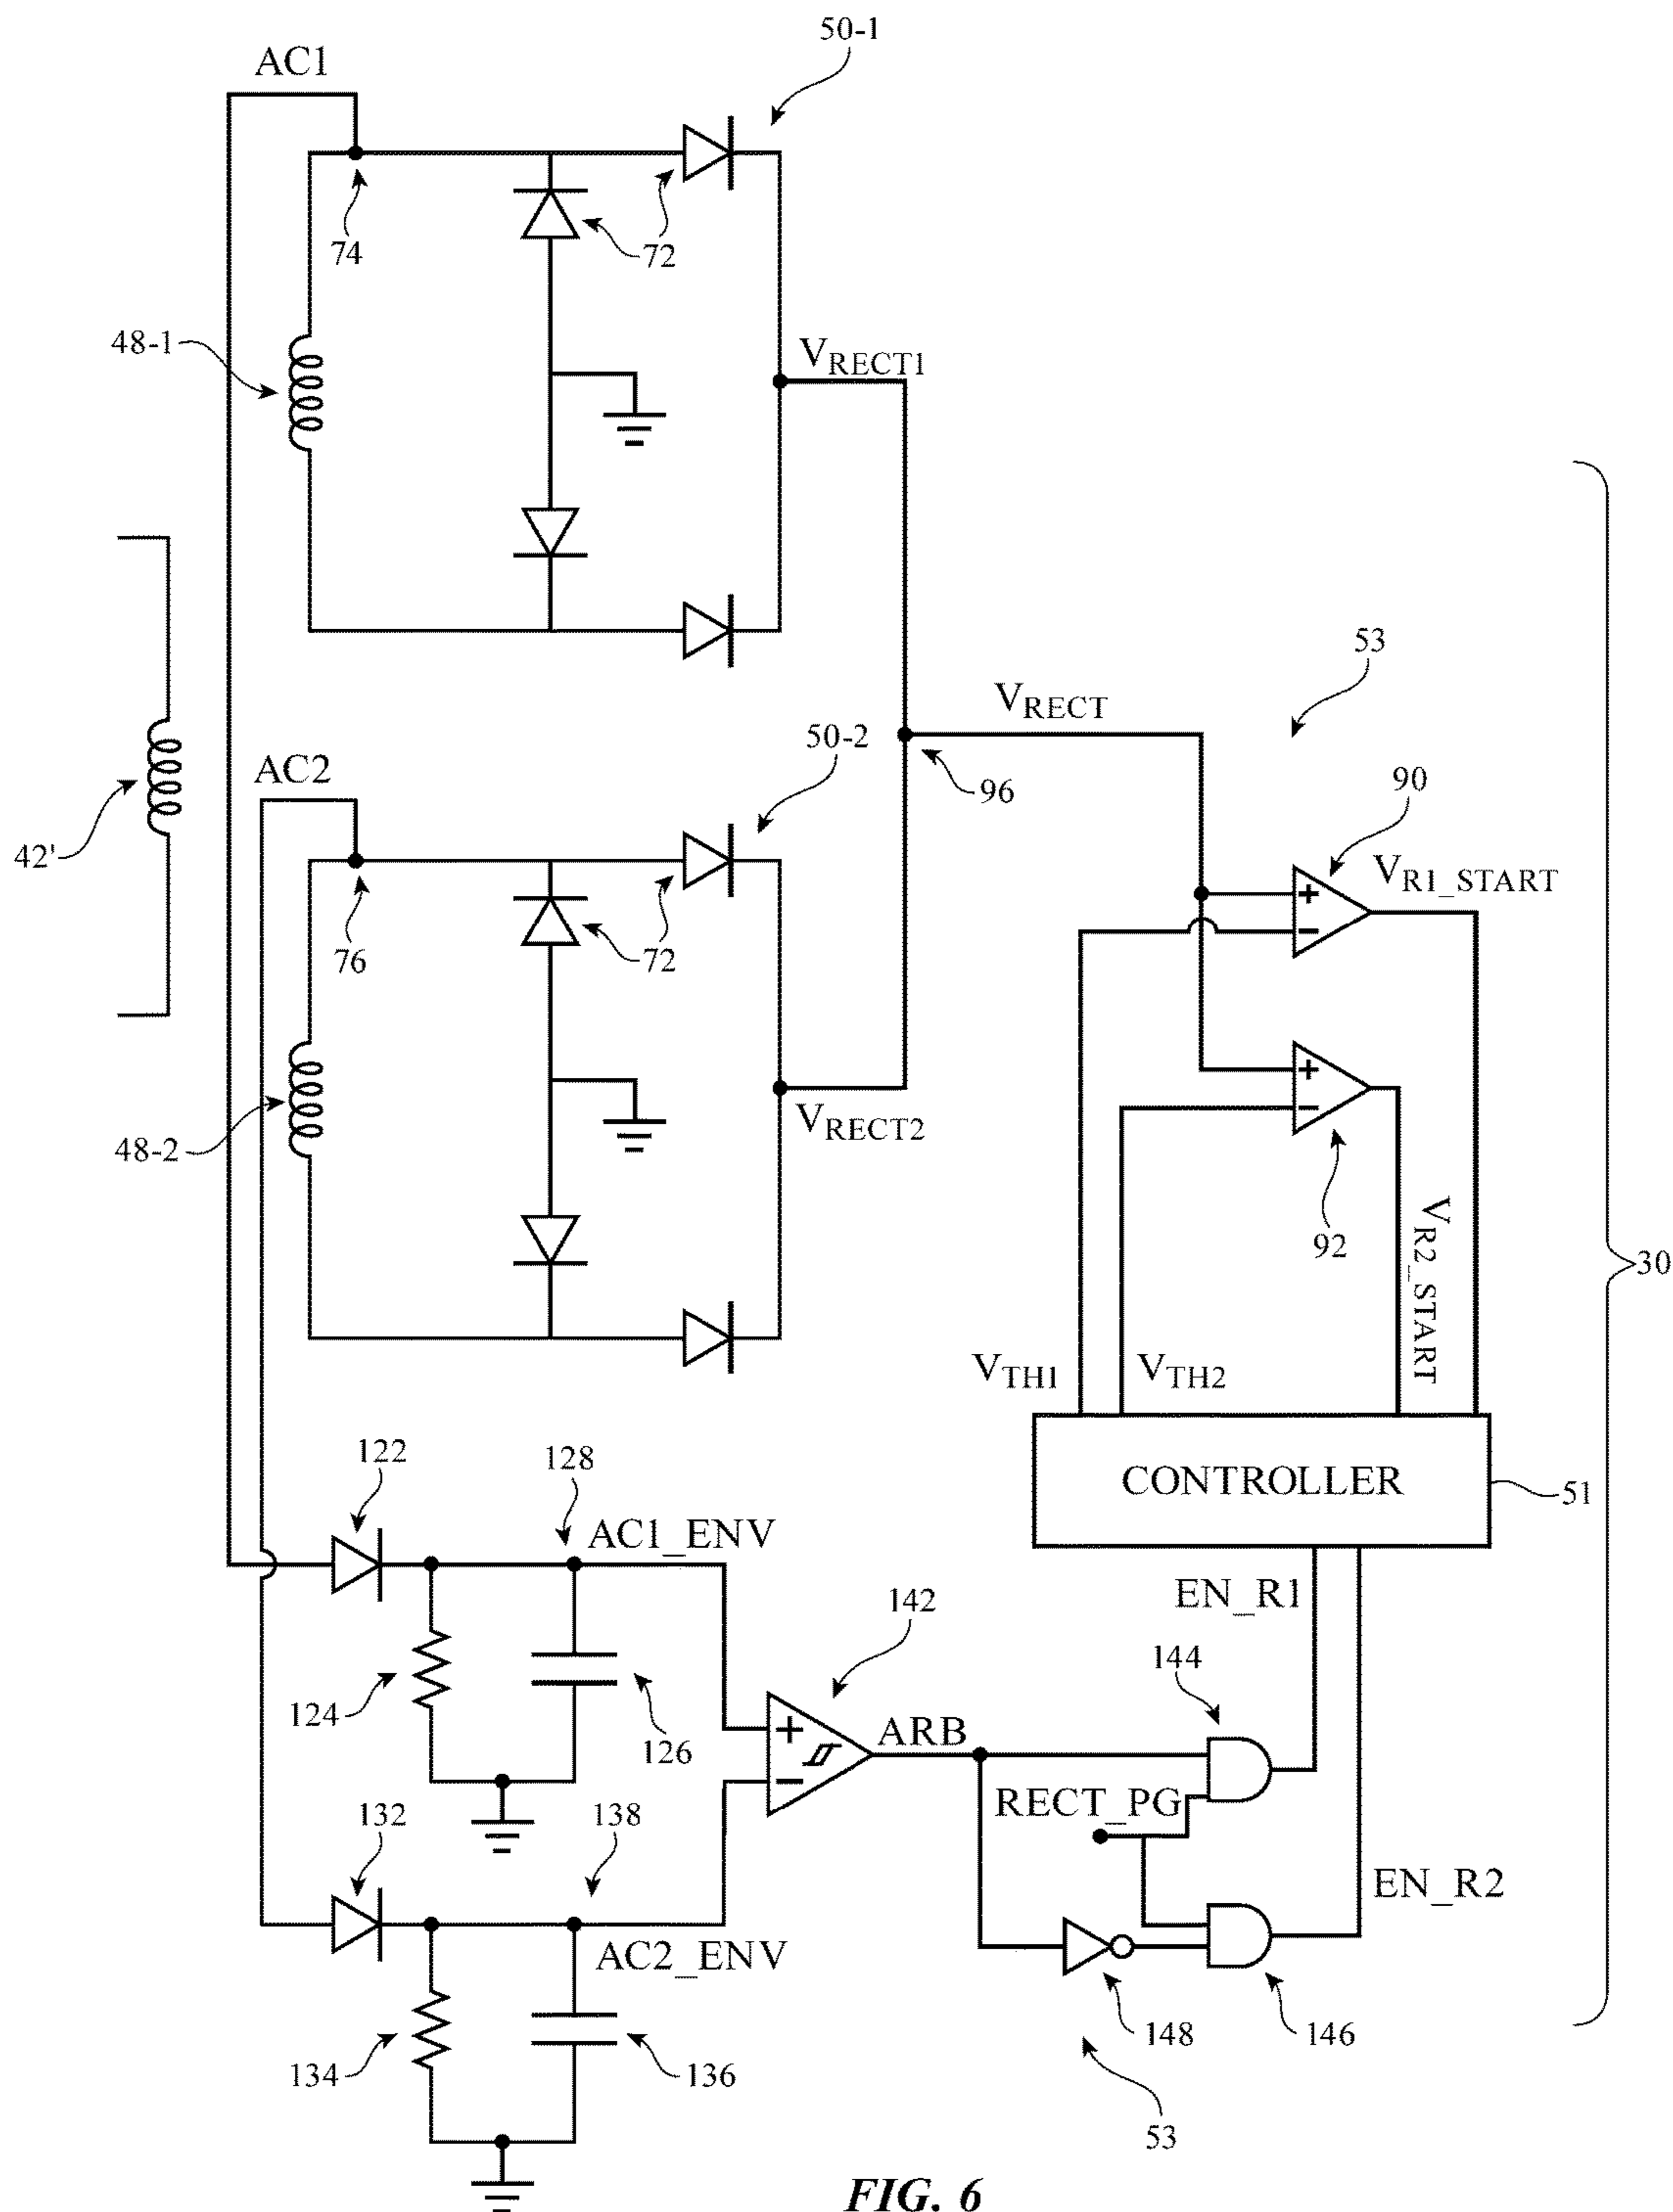 50-1
AC1
74
72
48-1
VRECT1
53
VRECT
50-2
AC2
96
90
42'
VR1_START
76
72
48-2
VRECT2
92
VR2_START
30
VTH1
VTH2
122
128
CONTROLLER
51
AC1_ENV
EN_R1
142
144
124
126
ARB
RECT_PG
132
138
EN_R2
AC2_ENV
148
146
134
136
53
FIG. 6